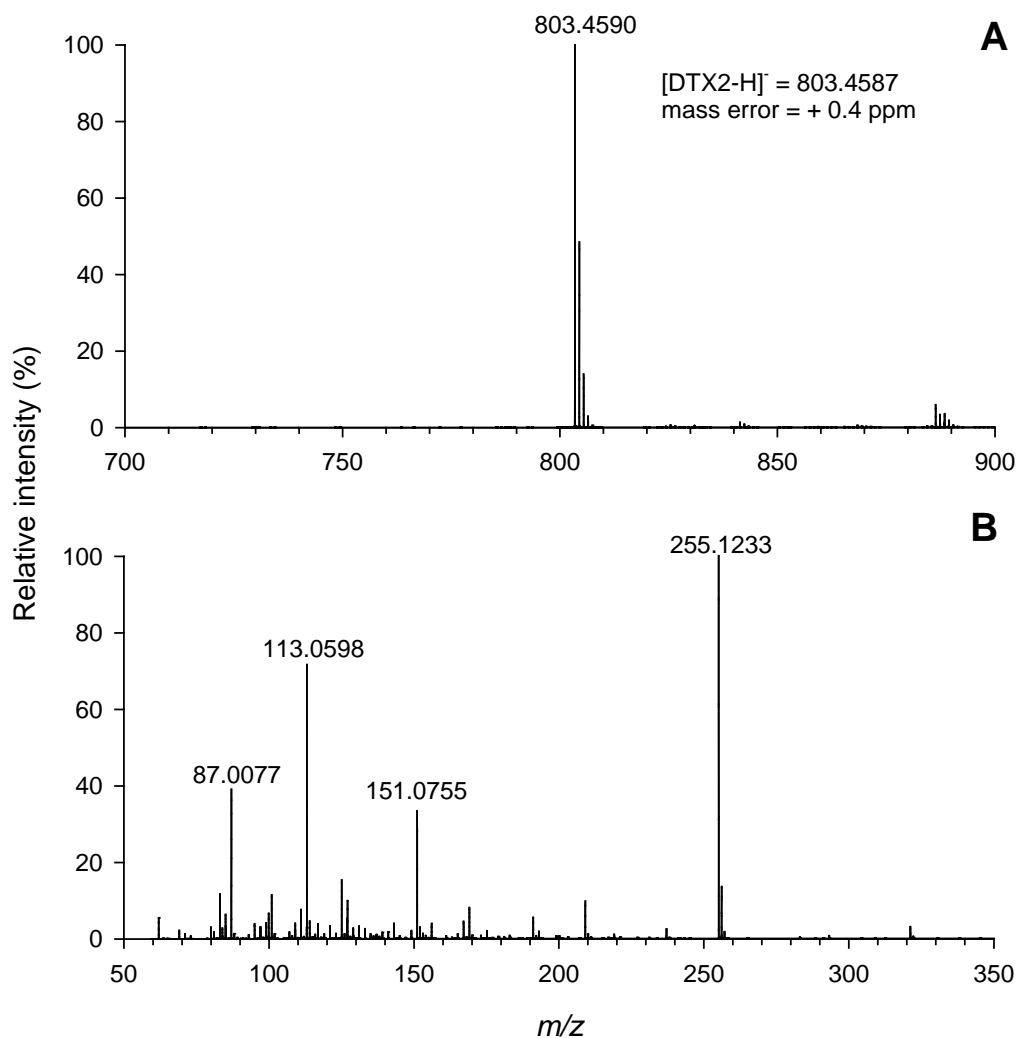 803.4590
A
100
[DTX2-H]⁻ = 803.4587
mass error = + 0.4 ppm
80
60
40
20
0
700 750 800 850 900
Relative intensity (%)
B
100
255.1233
80
113.0598
60
87.0077
151.0755
40
20
0
50 100 150 200 250 300 350
m/z